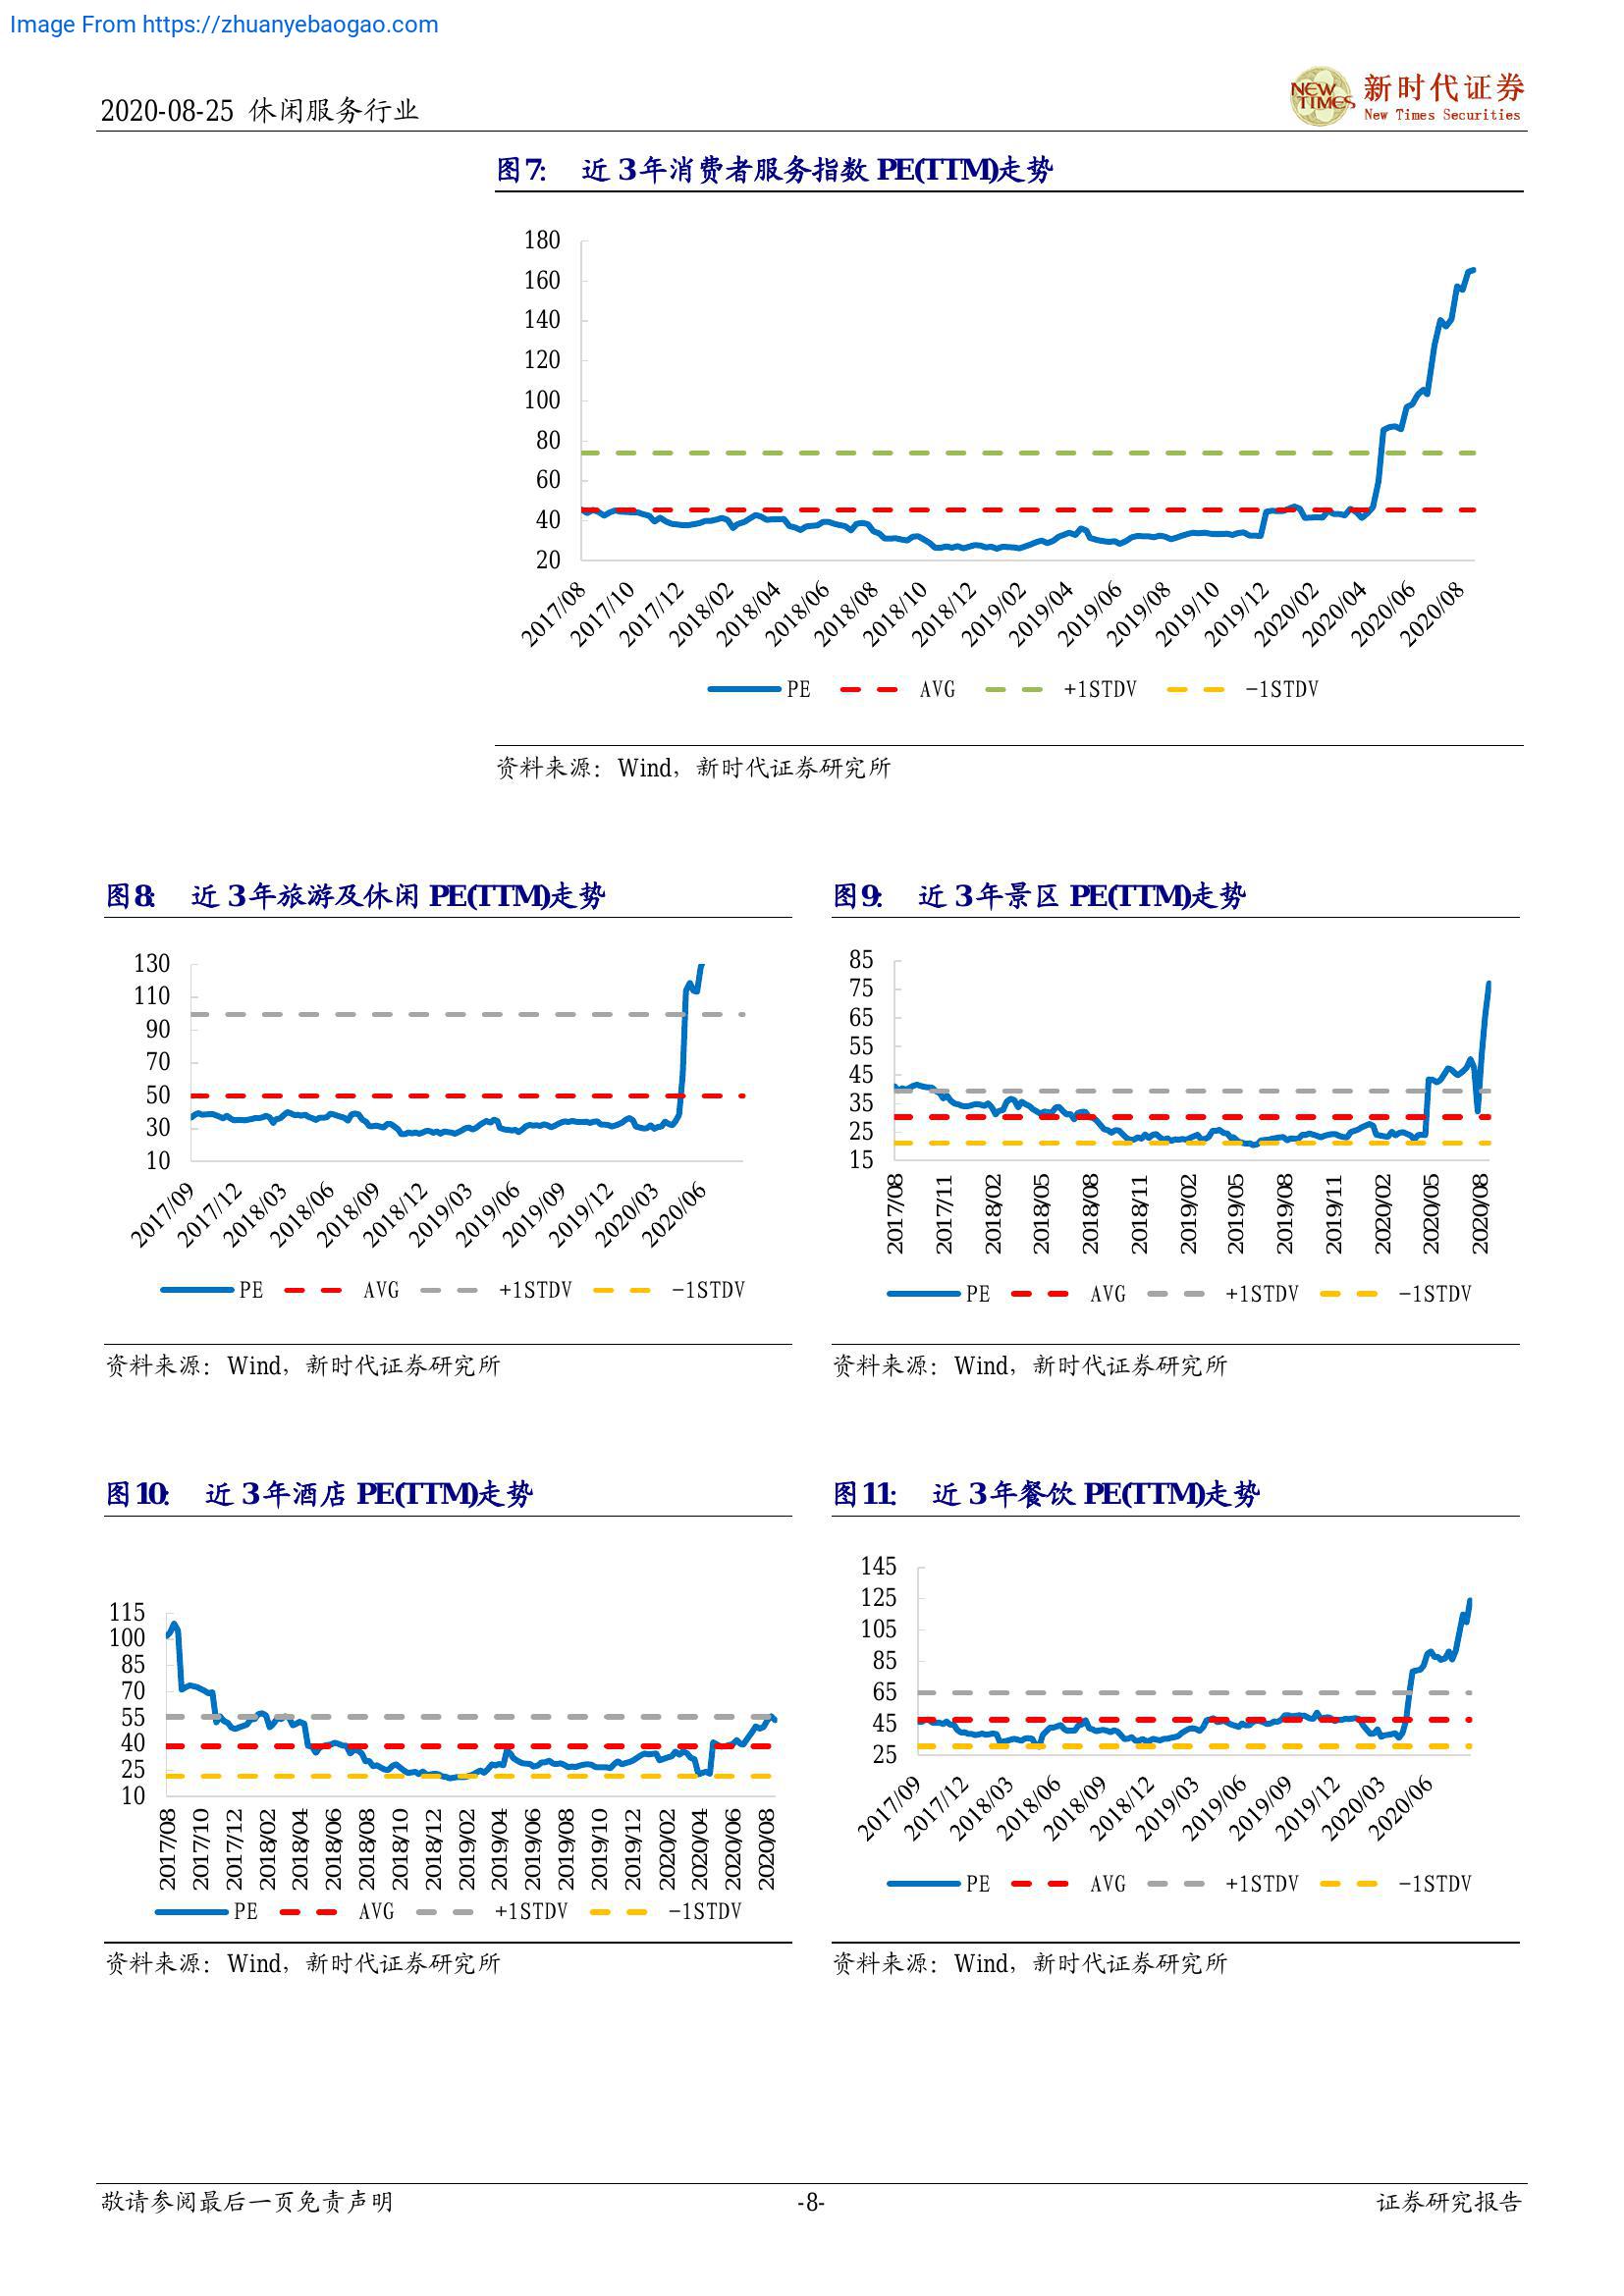 Image From https://zhuanyebaogao.com
2020-08-25 休闲服务行业
NEW TIMES
新时代证券
New Times Securities
图7: 近 3 年消费者服务指数 PE(TTM)走势
180
160
140
120
100
80
60
40
20
2017/08 2017/10 2017/12 2018/02 2018/04 2018/06 2018/08 2018/10 2018/12 2019/02 2019/04 2019/06 2019/08 2019/10 2019/12 2020/02 2020/04 2020/06 2020/08
PE AVG +1STDV -1STDV
资料来源：Wind，新时代证券研究所
图8: 近 3 年旅游及休闲 PE(TTM)走势
130
110
90
70
50
30
10
2017/09 2017/12 2018/03 2018/06 2018/09 2018/12 2019/03 2019/06 2019/09 2019/12 2020/03 2020/06
PE AVG +1STDV -1STDV
资料来源：Wind，新时代证券研究所
图9: 近 3 年景区 PE(TTM)走势
85
75
65
55
45
35
25
15
2017/08 2017/11 2018/02 2018/05 2018/08 2018/11 2019/02 2019/05 2019/08 2019/11 2020/02 2020/05 2020/08
PE AVG +1STDV -1STDV
资料来源：Wind，新时代证券研究所
图10: 近 3 年酒店 PE(TTM)走势
115
100
85
70
55
40
25
10
2017/08 2017/10 2017/12 2018/02 2018/04 2018/06 2018/08 2018/10 2018/12 2019/02 2019/04 2019/06 2019/08 2019/10 2019/12 2020/02 2020/04 2020/06 2020/08
PE AVG +1STDV -1STDV
资料来源：Wind，新时代证券研究所
图11: 近 3 年餐饮 PE(TTM)走势
145
125
105
85
65
45
25
2017/09 2017/12 2018/03 2018/06 2018/09 2018/12 2019/03 2019/06 2019/09 2019/12 2020/03 2020/06
PE AVG +1STDV -1STDV
资料来源：Wind，新时代证券研究所
敬请参阅最后一页免责声明
-8-
证券研究报告